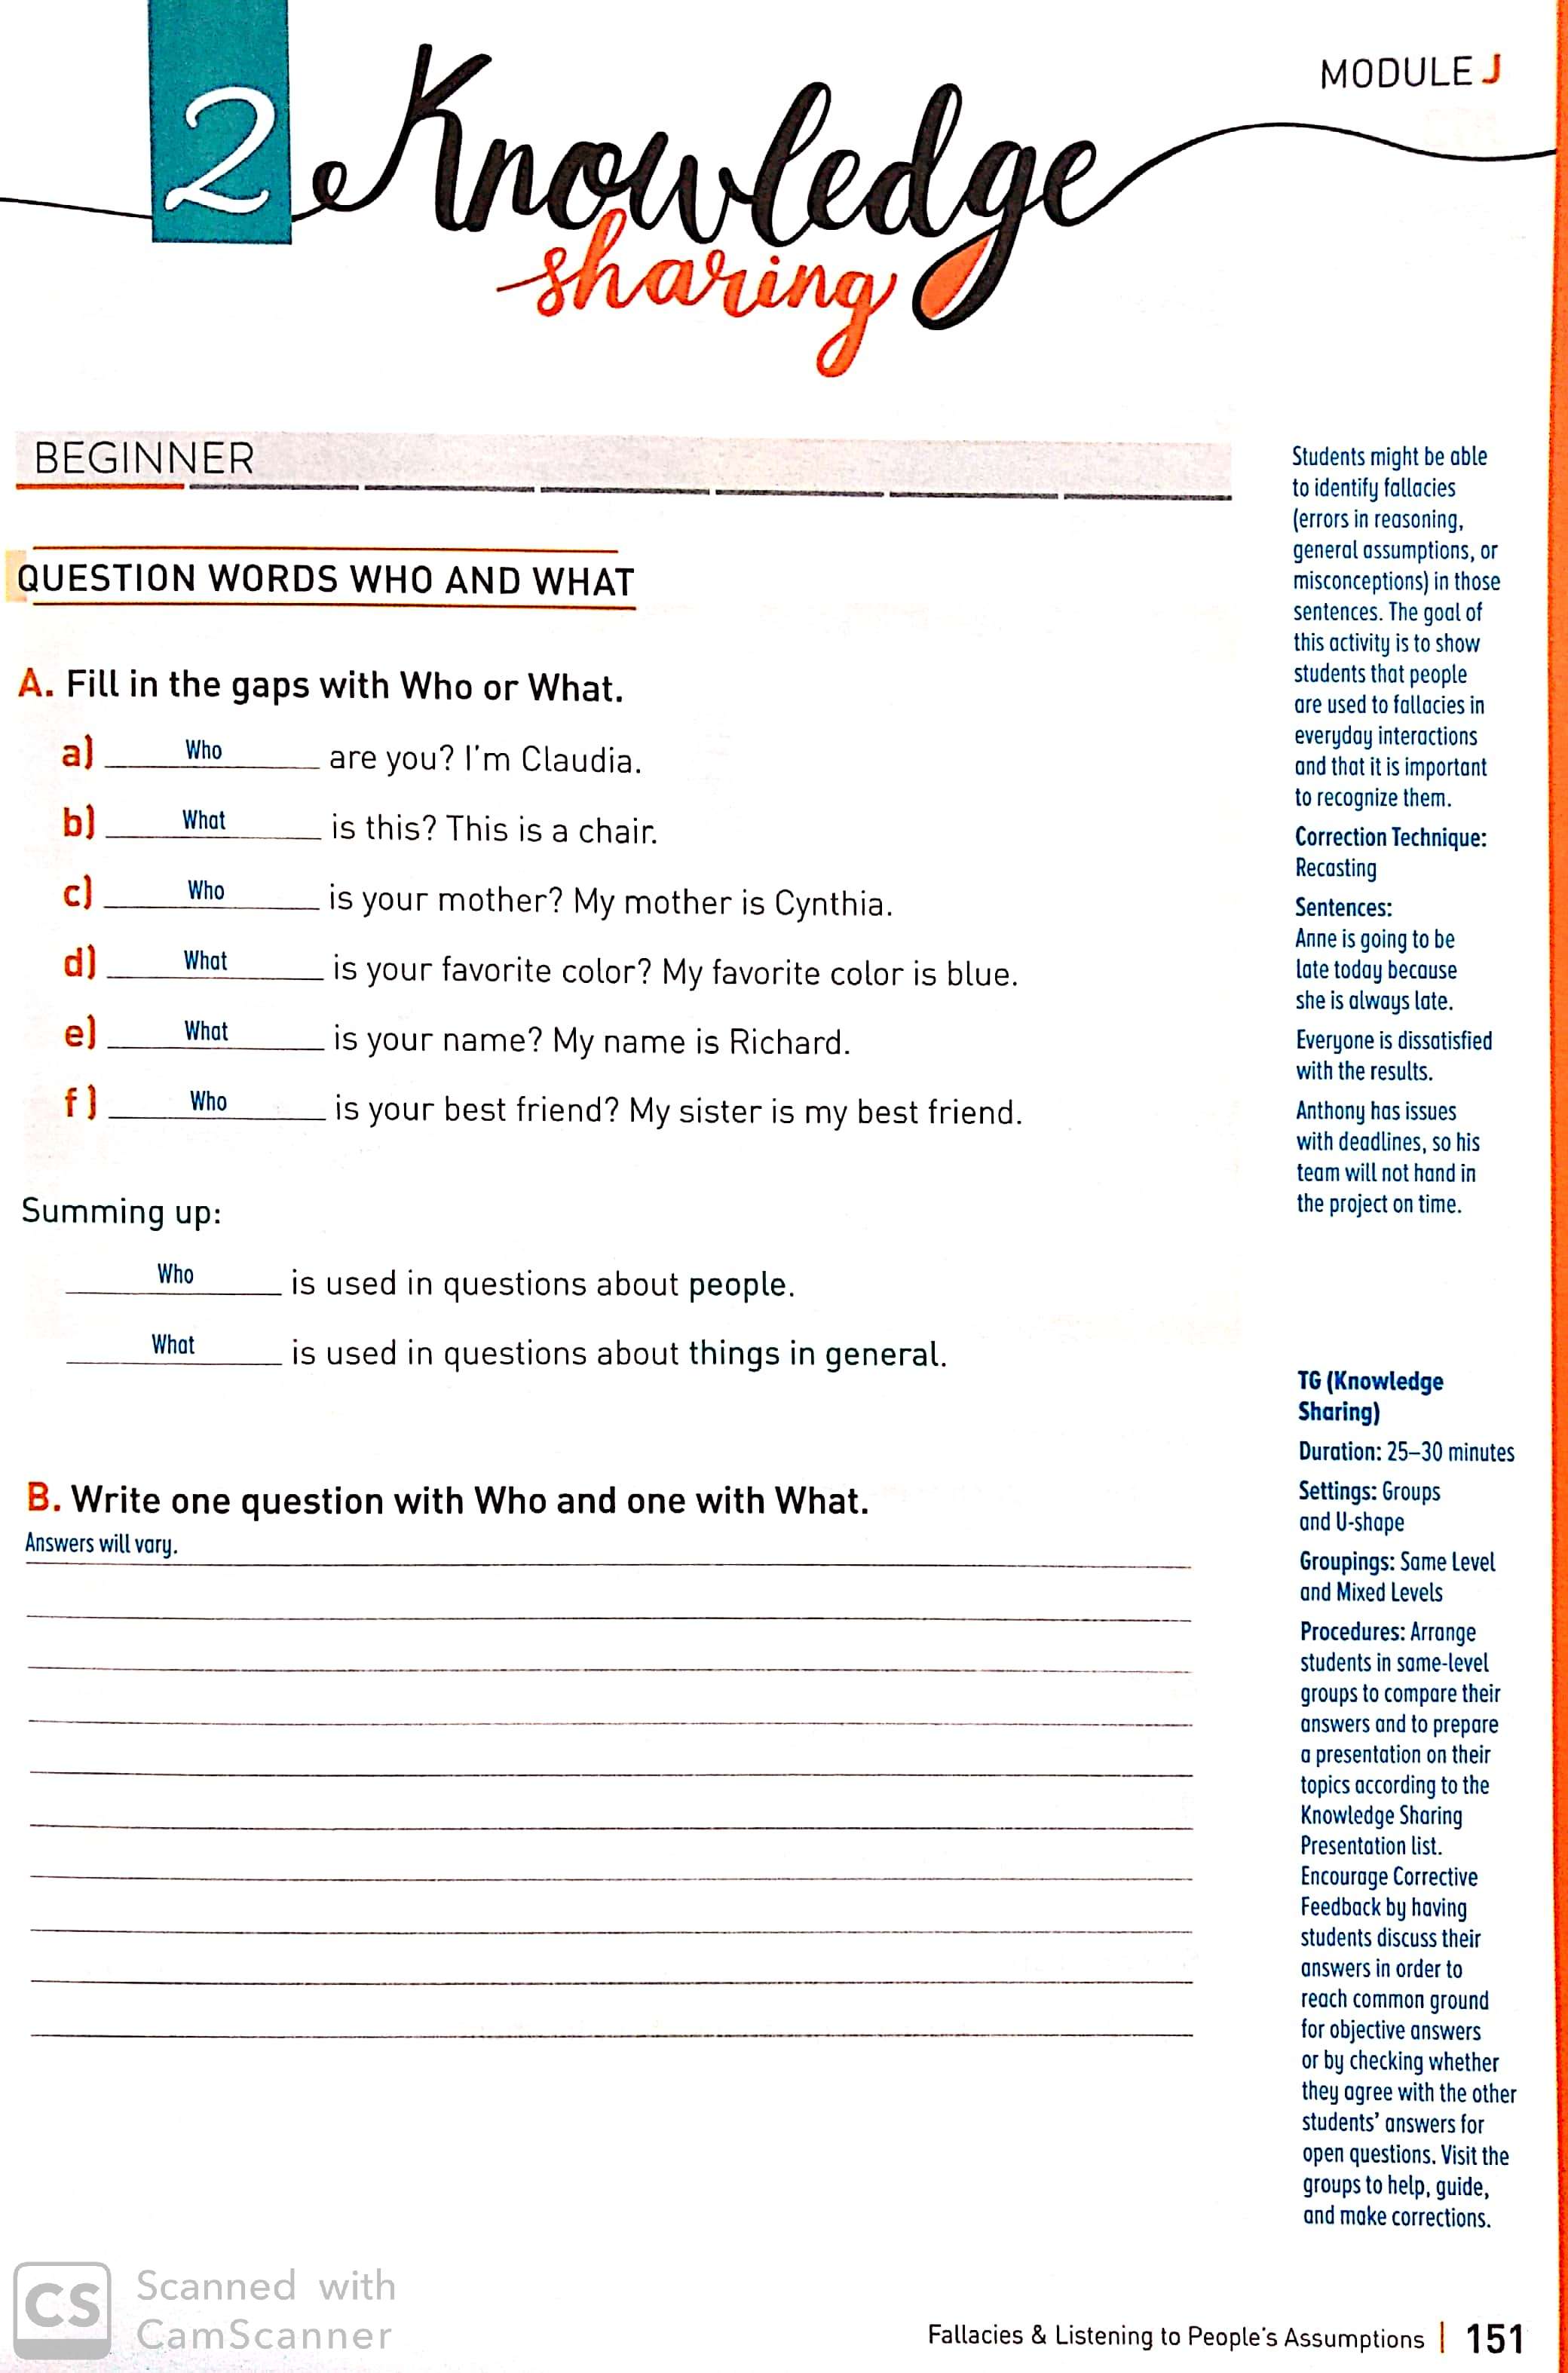 MODULE J
2 Knowledge
sharing
BEGINNER
QUESTION WORDS WHO AND WHAT
A. Fill in the gaps with Who or What.
a) Who are you? I'm Claudia.
b) What is this? This is a chair.
c) Who is your mother? My mother is Cynthia.
d) What is your favorite color? My favorite color is blue.
e) What is your name? My name is Richard.
f) Who is your best friend? My sister is my best friend.
Summing up:
Who is used in questions about people.
What is used in questions about things in general.
B. Write one question with Who and one with What.
Answers will vary.
Students might be able
to identify fallacies
(errors in reasoning,
general assumptions, or
misconceptions) in those
sentences. The goal of
this activity is to show
students that people
are used to fallacies in
everyday interactions
and that it is important
to recognize them.
Correction Technique:
Recasting
Sentences:
Anne is going to be
late today because
she is always late.
Everyone is dissatisfied
with the results.
Anthony has issues
with deadlines, so his
team will not hand in
the project on time.
TG (Knowledge
Sharing)
Duration: 25–30 minutes
Settings: Groups
and U-shape
Groupings: Same Level
and Mixed Levels
Procedures: Arrange
students in same-level
groups to compare their
answers and to prepare
a presentation on their
topics according to the
Knowledge Sharing
Presentation list.
Encourage Corrective
Feedback by having
students discuss their
answers in order to
reach common ground
for objective answers
or by checking whether
they agree with the other
students' answers for
open questions. Visit the
groups to help, guide,
and make corrections.
CS Scanned with
CamScanner
Fallacies & Listening to People's Assumptions | 151